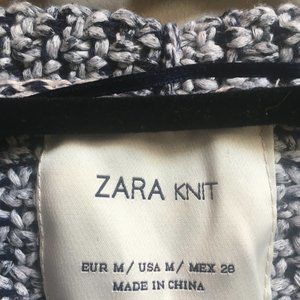 ZARA KNIT
EUR M/ USA M/ MEX 28
MADE IN CHINA